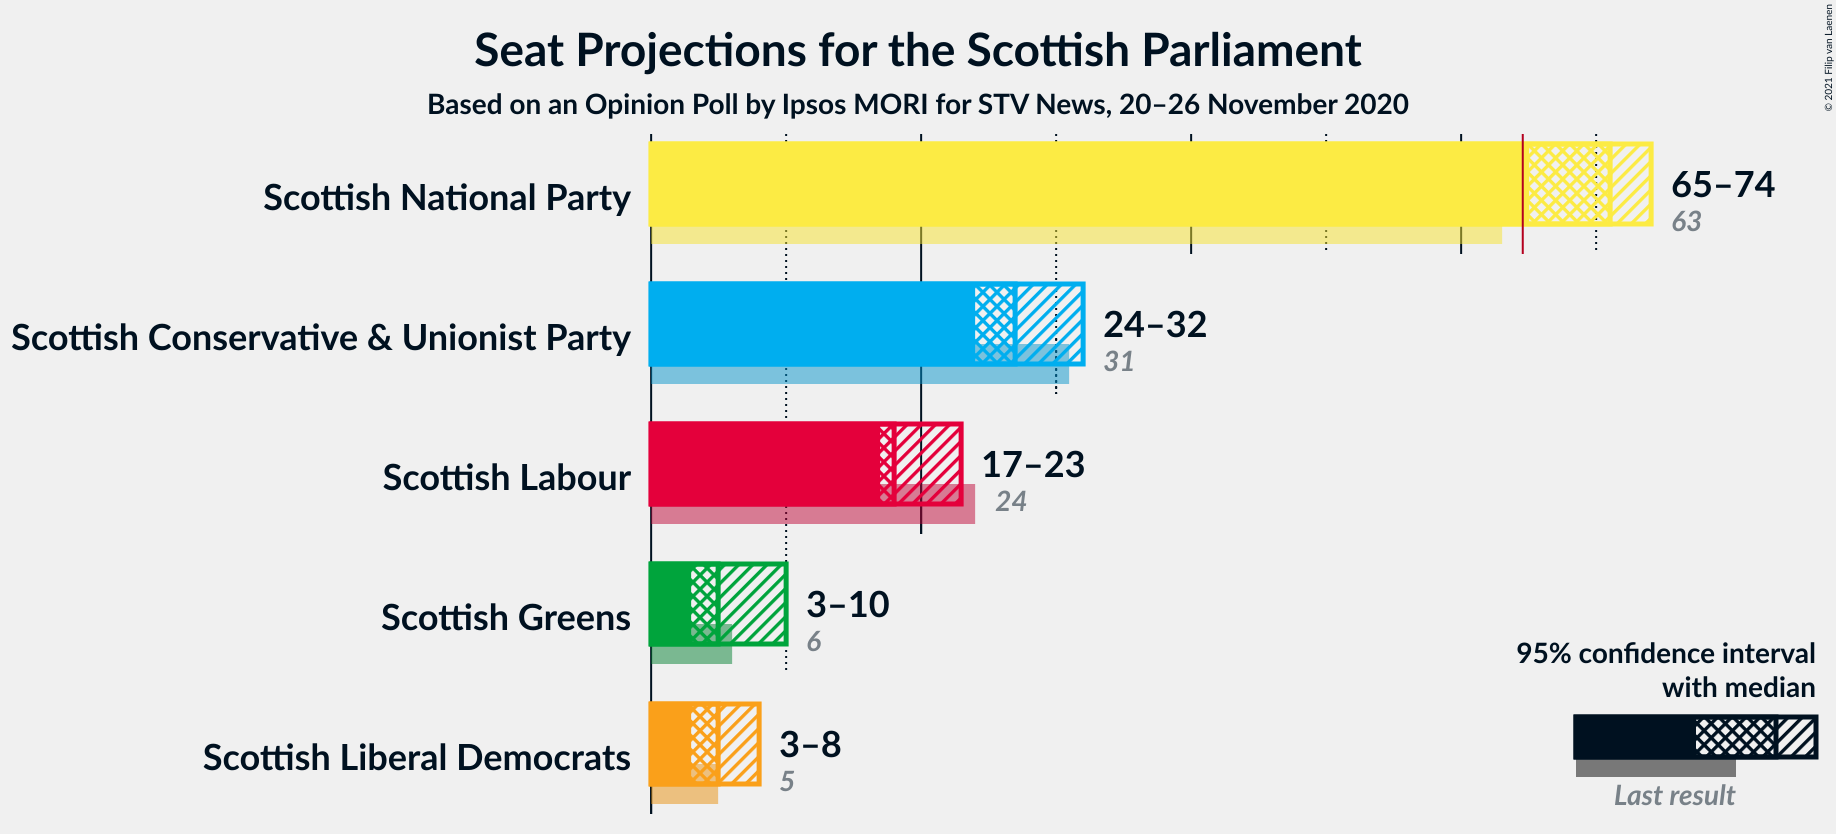 Seat Projections for the Scottish Parliament
Based on an Opinion Poll by Ipsos MORI for STV News, 20–26 November 2020
© 2021 Filip van Laenen
Scottish National Party
65–74
63
Scottish Conservative & Unionist Party
24–32
31
Scottish Labour
17–23
24
Scottish Greens
3–10
6
Scottish Liberal Democrats
3–8
5
95% confidence interval
with median
Last result